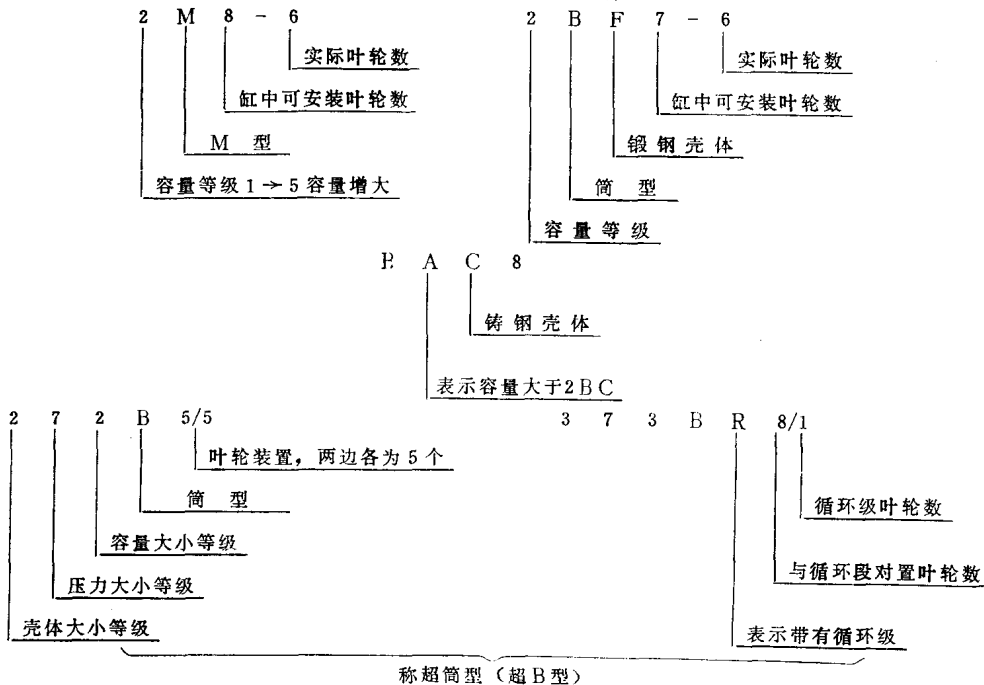 2 M 8 - 6
实际叶轮数
缸中可安装叶轮数
M 型
容量等级1→5容量增大
2 B F 7 - 6
实际叶轮数
缸中可安装叶轮数
锻钢壳体
筒 型
容量等级
B A C 8
铸钢壳体
表示容量大于2BC
2 7 2 B 5/5
叶轮装置，两边各为5个
筒 型
容量大小等级
压力大小等级
壳体大小等级
3 7 3 B R 8/1
循环级叶轮数
与循环段对置叶轮数
表示带有循环级
称超筒型（超B型）